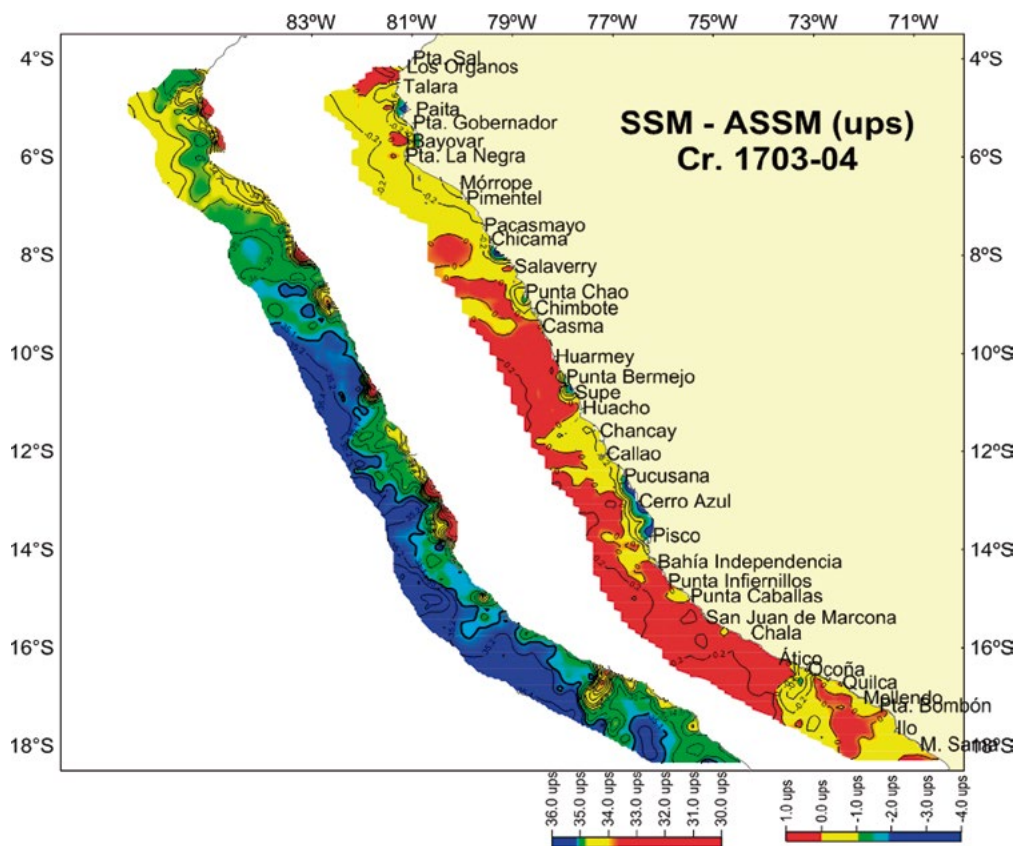 83°W 81°W 79°W 77°W 75°W 73°W 71°W
4°S 4°S
6°S 6°S
8°S 8°S
10°S 10°S
12°S 12°S
14°S 14°S
16°S 16°S
18°S 18°S
SSM - ASSM (ups)
Cr. 1703-04
Pta. Sal
Los Organos
Talara
Paita
Pta. Gobernador
Bayovar
Pta. La Negra
Mórrope
Pimentel
Pacasmayo
Chicama
Salaverry
Punta Chao
Chimbote
Casma
Huarmey
Punta Bermejo
Supe
Huacho
Chancay
Callao
Pucusana
Cerro Azul
Pisco
Bahía Independencia
Punta Infiernillos
Punta Caballas
San Juan de Marcona
Chala
Ático
Ocoña
Quilca
Mollendo
Pta. Bombón
Ilo
M. Sama
36.0 ups
35.0 ups
34.0 ups
33.0 ups
32.0 ups
31.0 ups
30.0 ups
1.0 ups
0.0 ups
-1.0 ups
-2.0 ups
-3.0 ups
-4.0 ups